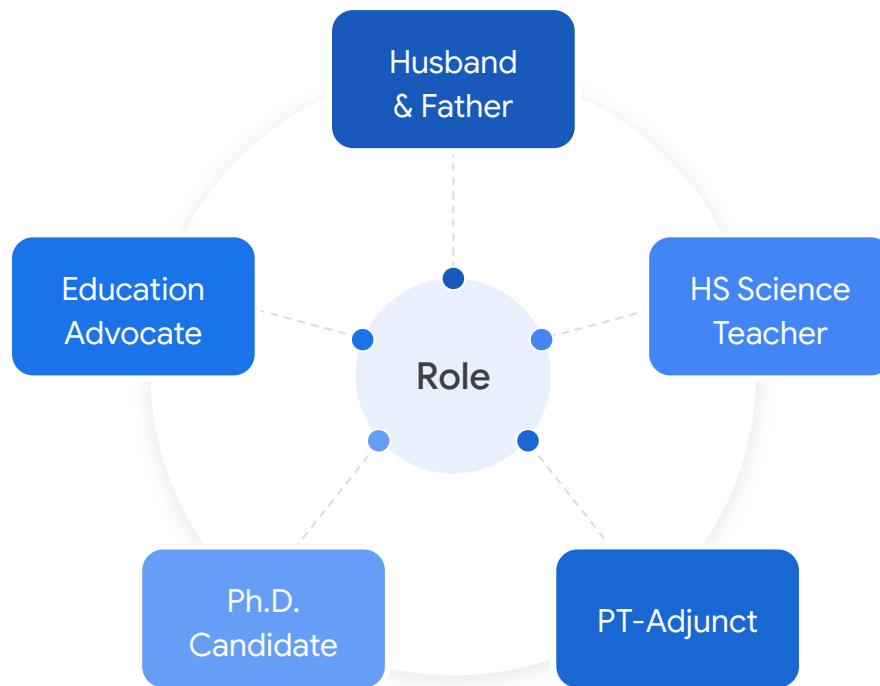 Husband
& Father
Education
Advocate
HS Science
Teacher
Role
Ph.D.
Candidate
PT-Adjunct